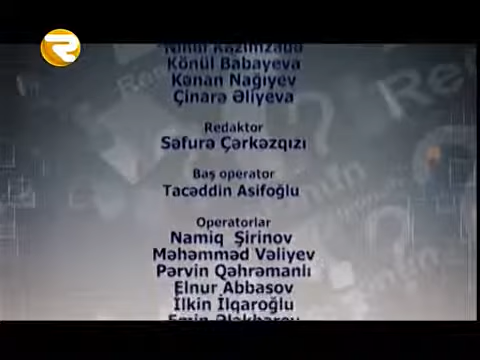 Könül Babayeva
Kənan Nağıyev
Çinarə Əliyeva
Redaktor
Səfurə Çərkəzqızı
Baş operator
Tacəddin Asifoğlu
Operatorlar
Namiq Şirinov
Məhəmməd Vəliyev
Pərvin Qəhrəmanlı
Elnur Abbasov
İlkin İlqaroğlu